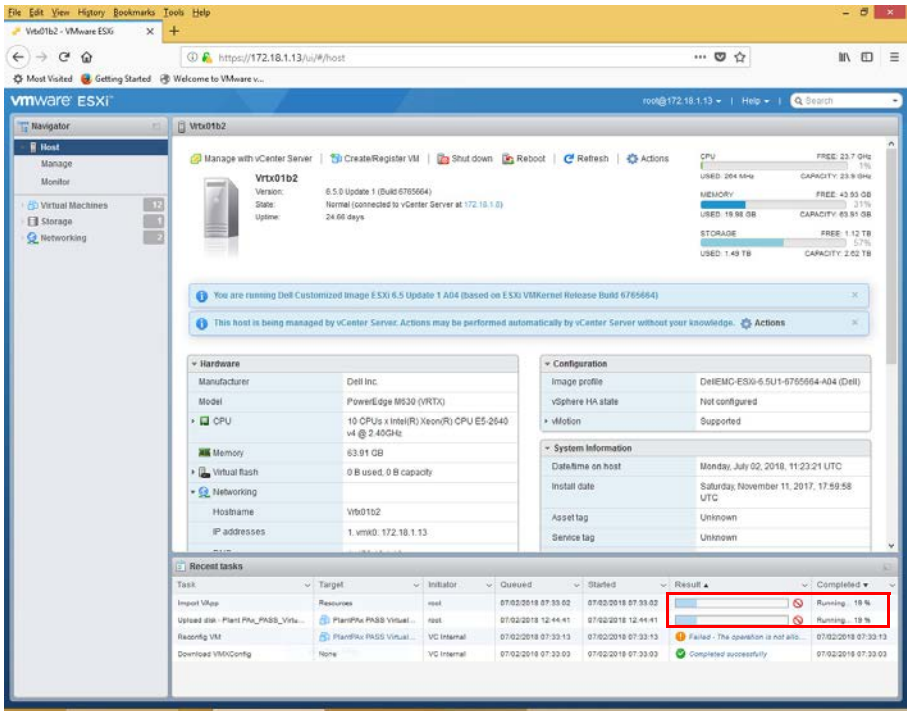 File Edit View History Bookmarks Tools Help
Vrtx01b2 - VMware ESXi
https://172.18.1.13/ui/#/host
Most Visited Getting Started Welcome to VMware v...
vmware ESXi
root@172.18.1.13 | Help | Search
Navigator
Vrtx01b2
Host
Manage
Monitor
Virtual Machines 12
Storage 1
Networking 2
Manage with vCenter Server | Create/Register VM | Shut down Reboot | Refresh | Actions
Vrtx01b2
Version: 6.5.0 Update 1 (Build 6765664)
State: Normal (connected to vCenter Server at 172.18.1.8)
Uptime: 24.66 days
CPU FREE: 23.7 GHz
1%
USED: 264 MHz CAPACITY: 23.9 GHz
MEMORY FREE: 43.93 GB
31%
USED: 19.98 GB CAPACITY: 63.91 GB
STORAGE FREE: 1.12 TB
57%
USED: 1.49 TB CAPACITY: 2.62 TB
You are running Dell Customized Image ESXi 6.5 Update 1 A04 (based on ESXi VMKernel Release Build 6765664)
This host is being managed by vCenter Server. Actions may be performed automatically by vCenter Server without your knowledge. Actions
Hardware
Manufacturer Dell Inc.
Model PowerEdge M630 (VRTX)
CPU 10 CPUs x Intel(R) Xeon(R) CPU E5-2640
v4 @ 2.40GHz
Memory 63.91 GB
Virtual flash 0 B used, 0 B capacity
Networking
Hostname Vrtx01b2
IP addresses 1. vmk0: 172.18.1.13
Configuration
Image profile DellEMC-ESXi-6.5U1-6765664-A04 (Dell)
vSphere HA state Not configured
vMotion Supported
System Information
Date/time on host Monday, July 02, 2018, 11:23:21 UTC
Install date Saturday, November 11, 2017, 17:59:58
UTC
Asset tag Unknown
Service tag Unknown
Recent tasks
Task Target Initiator Queued Started Result Completed
Import VApp Resources root 07/02/2018 07:33:02 07/02/2018 07:33:02 Running... 19 %
Upload disk - Plant PAx_PASS_Virtu... PlantPAx PASS Virtual... root 07/02/2018 12:44:41 07/02/2018 12:44:41 Running... 18 %
Reconfig VM PlantPAx PASS Virtual... VC Internal 07/02/2018 07:33:13 07/02/2018 07:33:13 Failed - The operation is not allo... 07/02/2018 07:33:13
Download VMXConfig None VC Internal 07/02/2018 07:33:03 07/02/2018 07:33:03 Completed successfully 07/02/2018 07:33:03